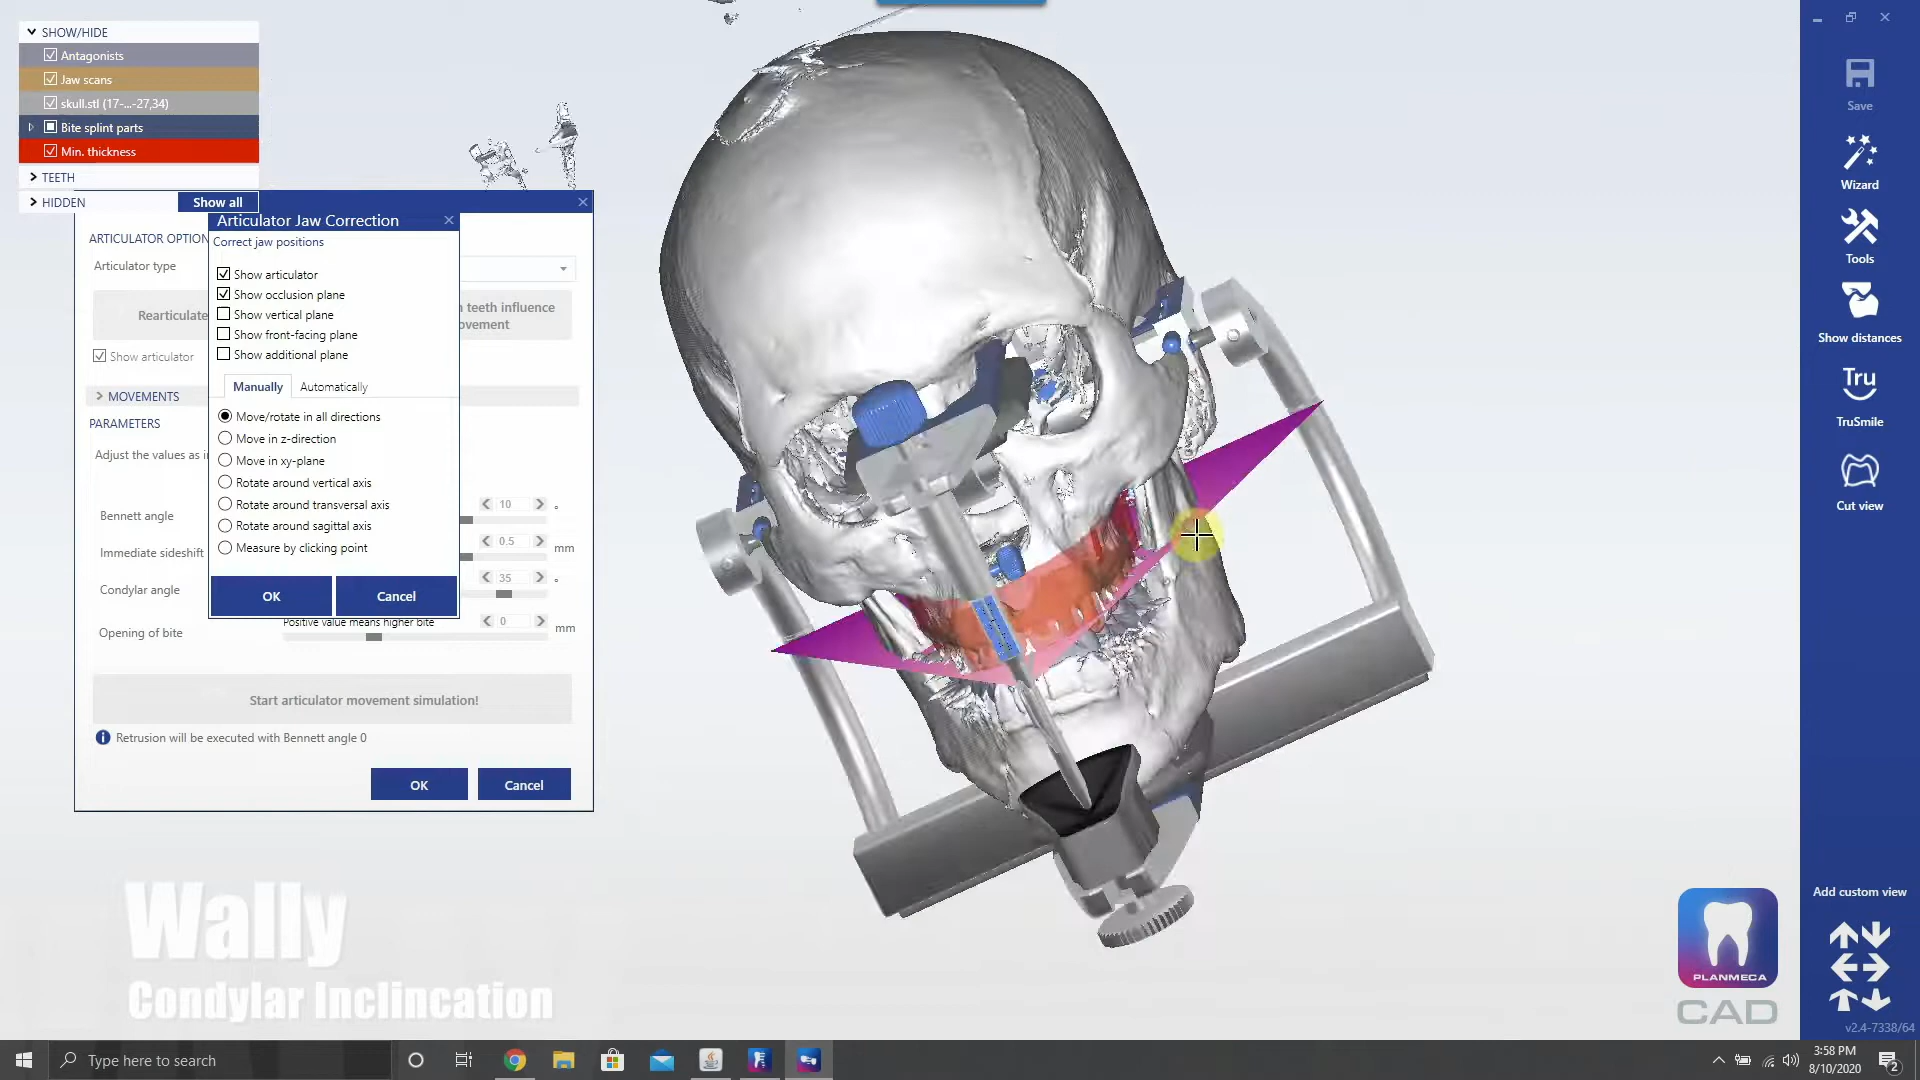 SHOW/HIDE
Antagonists
Jaw scans
skull.stl (17-...-27,34)
Bite splint parts
Min. thickness
TEETH
HIDDEN
Show all
ARTICULATOR OPTION
Articulator type
Rearticulate
n teeth influence
ovement
Show articulator
MOVEMENTS
PARAMETERS
Adjust the values as i
Bennett angle
10 °
Immediate sideshift
0.5 mm
Condylar angle
35 °
Opening of bite
Positive value means higher bite
0 mm
Start articulator movement simulation!
Retrusion will be executed with Bennett angle 0
OK
Cancel
Articulator Jaw Correction
Correct jaw positions
Show articulator
Show occlusion plane
Show vertical plane
Show front-facing plane
Show additional plane
Manually
Automatically
Move/rotate in all directions
Move in z-direction
Move in xy-plane
Rotate around vertical axis
Rotate around transversal axis
Rotate around sagittal axis
Measure by clicking point
OK
Cancel
Save
Wizard
Tools
Show distances
Tru
TruSmile
Cut view
Add custom view
v2.4-7338/64
PLANMECA
CAD
Wally
Condylar Inclincation
Type here to search
3:58 PM
8/10/2020
2